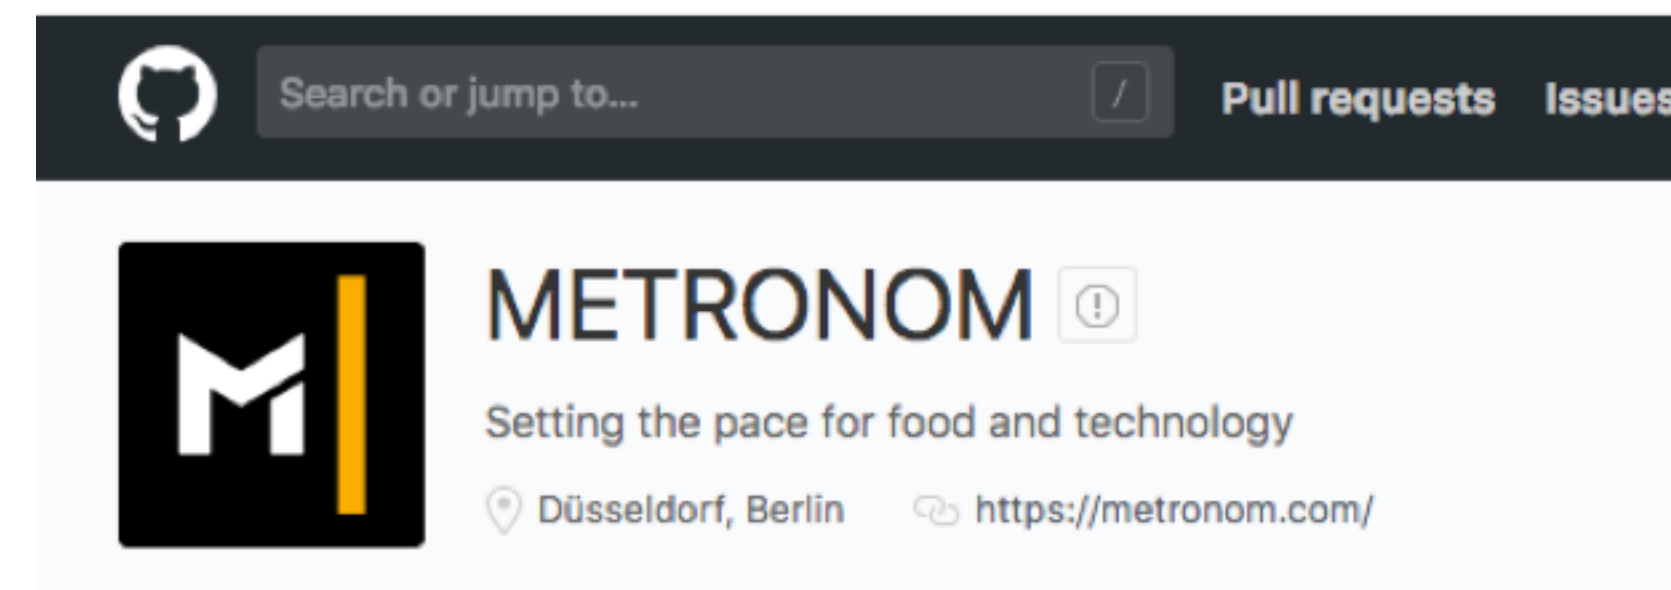 Search or jump to... / Pull requests Issues
METRONOM
Setting the pace for food and technology
Düsseldorf, Berlin https://metronom.com/